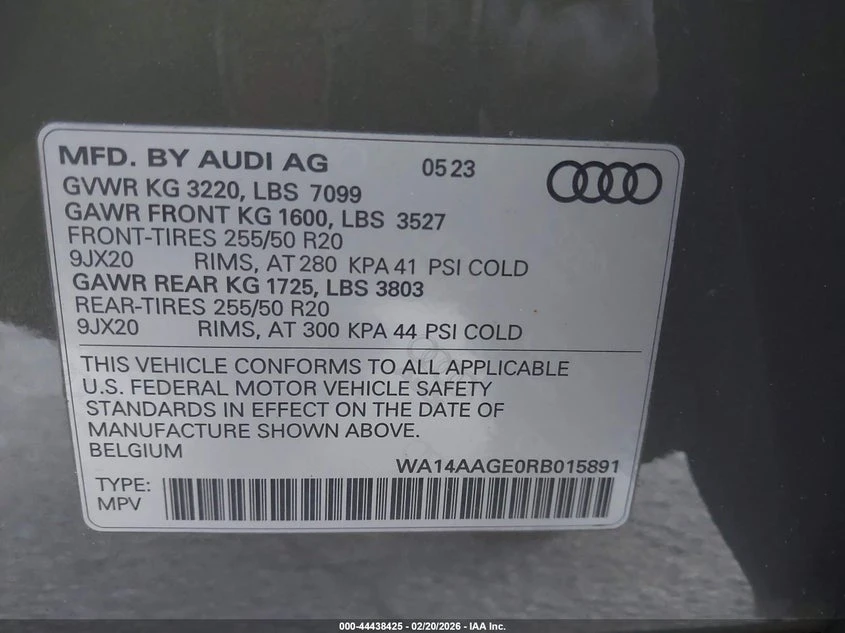 MFD. BY AUDI AG 05 23
GVWR KG 3220, LBS 7099
GAWR FRONT KG 1600, LBS 3527
FRONT-TIRES 255/50 R20
9JX20 RIMS, AT 280 KPA 41 PSI COLD
GAWR REAR KG 1725, LBS 3803
REAR-TIRES 255/50 R20
9JX20 RIMS, AT 300 KPA 44 PSI COLD
THIS VEHICLE CONFORMS TO ALL APPLICABLE
U.S. FEDERAL MOTOR VEHICLE SAFETY
STANDARDS IN EFFECT ON THE DATE OF
MANUFACTURE SHOWN ABOVE.
BELGIUM
WA14AAGE0RB015891
TYPE:
MPV
000-44438425 - 02/20/2026 - IAA Inc.